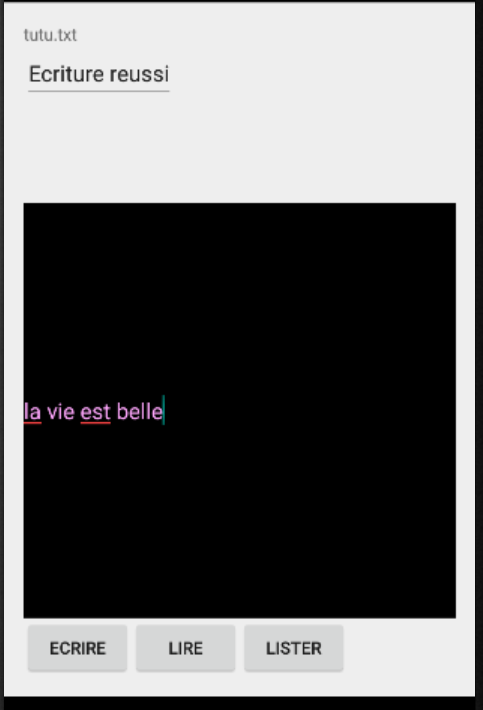 tutu.txt
Ecriture reussi
la vie est belle
ECRIRE LIRE LISTER